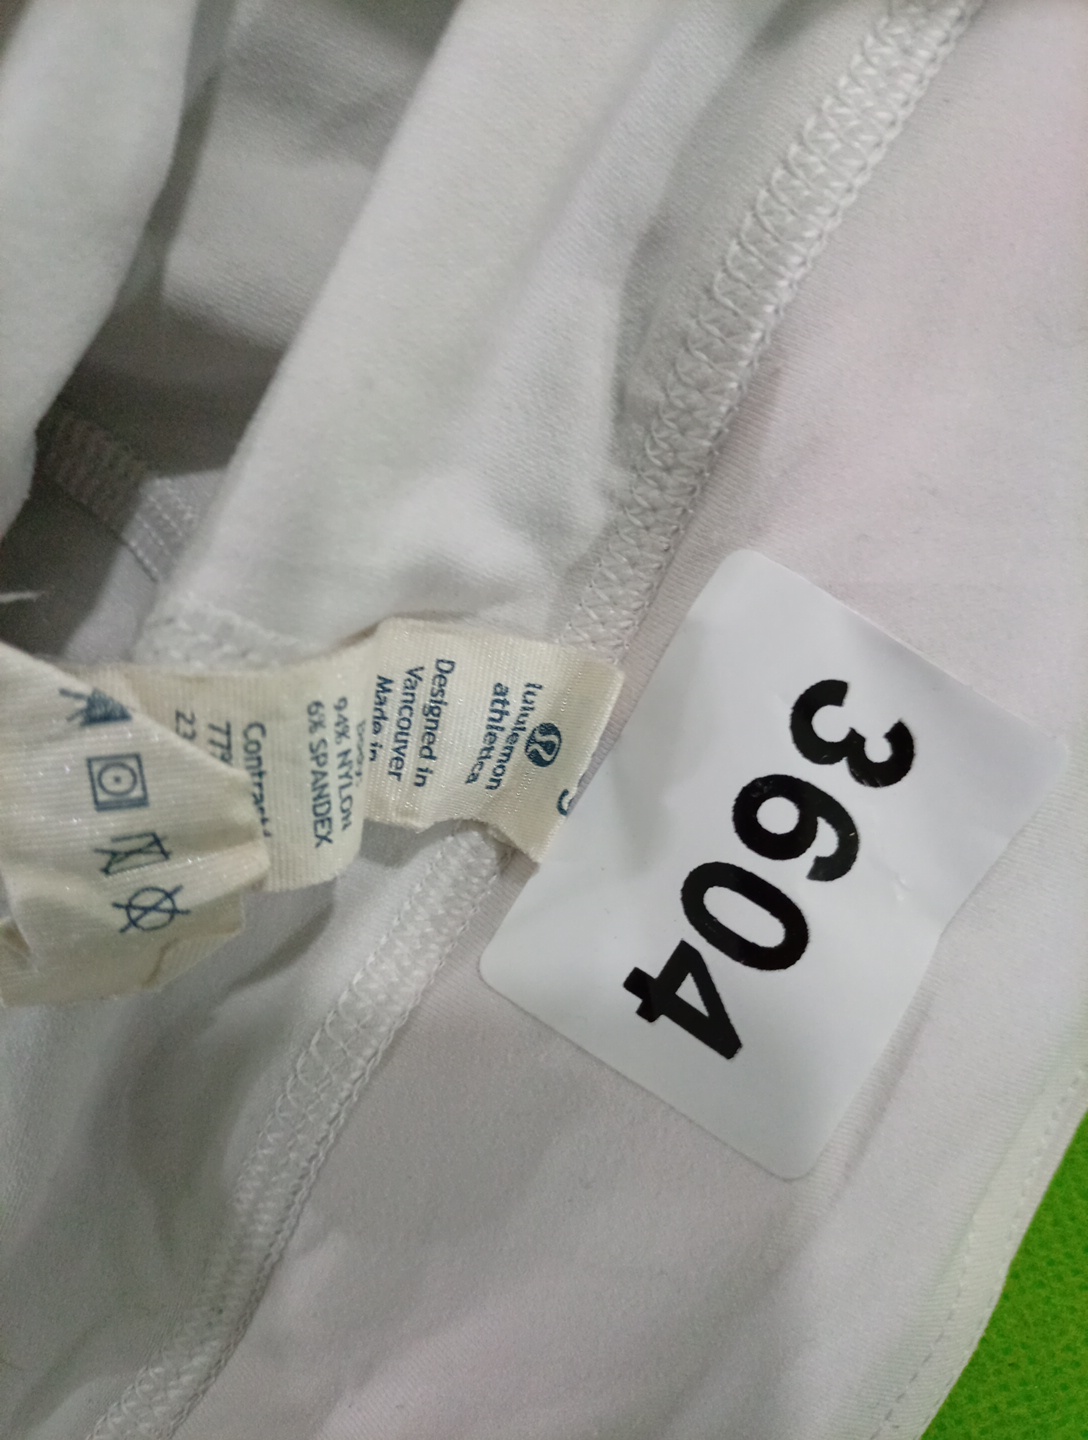 3604
lululemon
athletica
Designed in
Vancouver
Made in
94% NYLON
6% SPANDEX